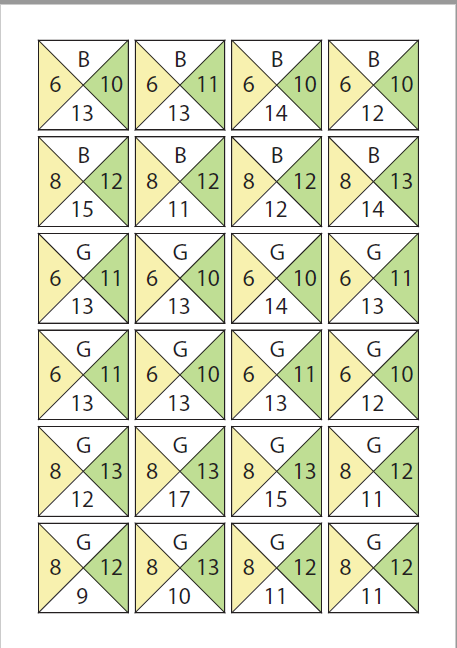 B B B B
6 10 6 11 6 10 6 10
13 13 14 12
B B B B
8 12 8 12 8 12 8 13
15 11 12 14
G G G G
6 11 6 10 6 10 6 11
13 13 14 13
G G G G
6 11 6 10 6 11 6 10
13 13 13 12
G G G G
8 13 8 13 8 13 8 12
12 17 15 11
G G G G
8 12 8 13 8 12 8 12
9 10 11 11